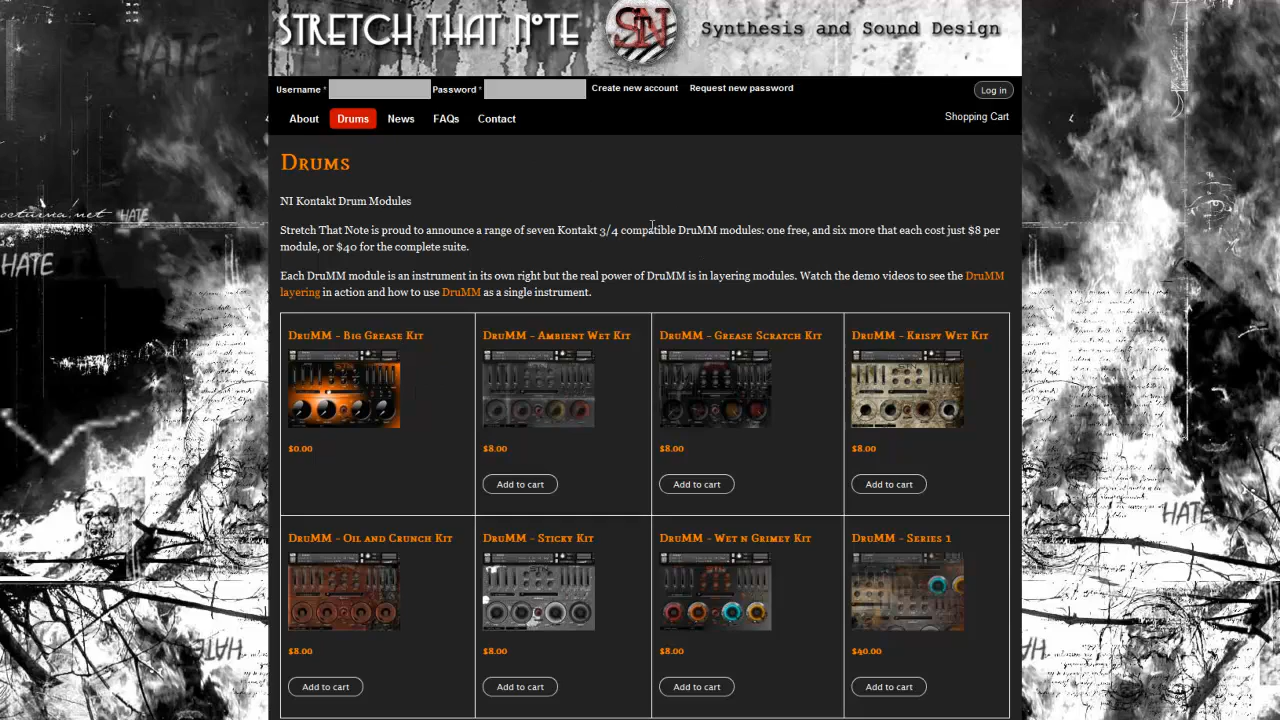 STRETCH THAT NOTE
STN
Synthesis and Sound Design
Username *
Password *
Create new account
Request new password
Log in
About
Drums
News
FAQs
Contact
Shopping Cart
Drums
NI Kontakt Drum Modules
Stretch That Note is proud to announce a range of seven Kontakt 3/4 compatible DruMM modules: one free, and six more that each cost just $8 per
module, or $40 for the complete suite.
Each DruMM module is an instrument in its own right but the real power of DruMM is in layering modules. Watch the demo videos to see the DruMM
layering in action and how to use DruMM as a single instrument.
DruMM - Big Grease Kit
DruMM - Ambient Wet Kit
DruMM - Grease Scratch Kit
DruMM - Krispy Wet Kit
$0.00
$8.00
$8.00
$8.00
Add to cart
Add to cart
Add to cart
DruMM - Oil and Crunch Kit
DruMM - Sticky Kit
DruMM - Wet n Grimey Kit
DruMM - Series 1
$8.00
$8.00
$8.00
$40.00
Add to cart
Add to cart
Add to cart
Add to cart
HATE
HATE
octurna.net
HATE
HATE
HATE
HATE